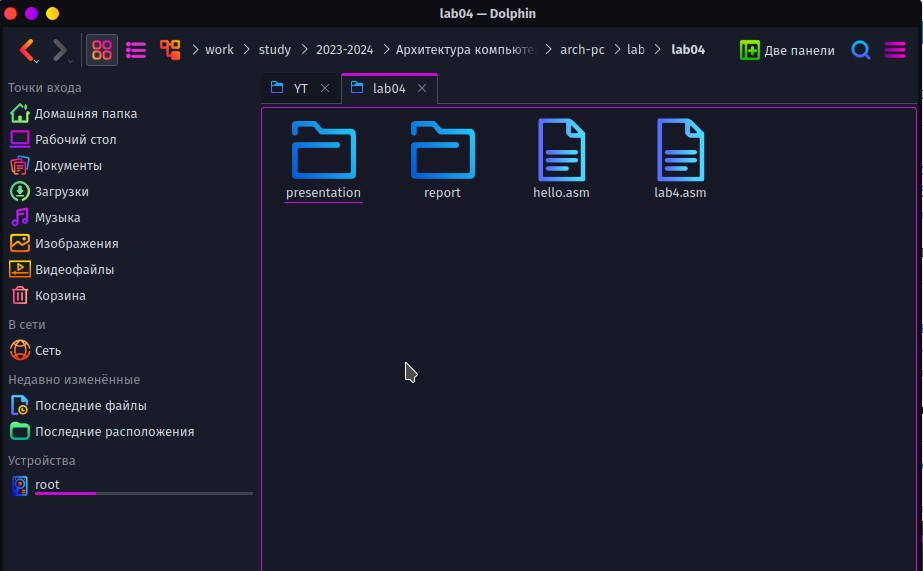 lab04 — Dolphin
work study 2023-2024 Архитектура компьюте arch-pc lab lab04 Две панели
YT lab04
Точки входа
Домашняя папка
Рабочий стол
Документы
Загрузки
Музыка
Изображения
Видеофайлы
Корзина
В сети
Сеть
Недавно изменённые
Последние файлы
Последние расположения
Устройства
root
presentation report hello.asm lab4.asm